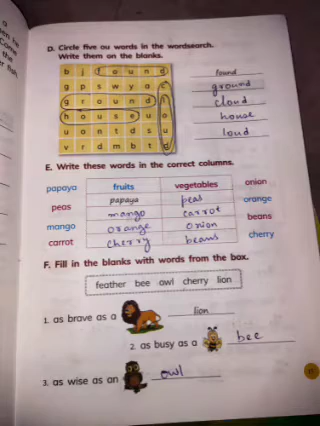 D. Circle five ou words in the wordsearch.
Write them on the blanks.
b j f o u n d
g p s w y a c
g r o u n d l
h o u s e u o
u o n t d s u
v r d m b t d
found
ground
cloud
house
loud
E. Write these words in the correct columns.
papaya fruits vegetables onion
peas papaya peas orange
mango mango carrot beans
carrot orange onion cherry
cherry beans
F. Fill in the blanks with words from the box.
feather bee owl cherry lion
1. as brave as a lion
2. as busy as a bee
3. as wise as an owl